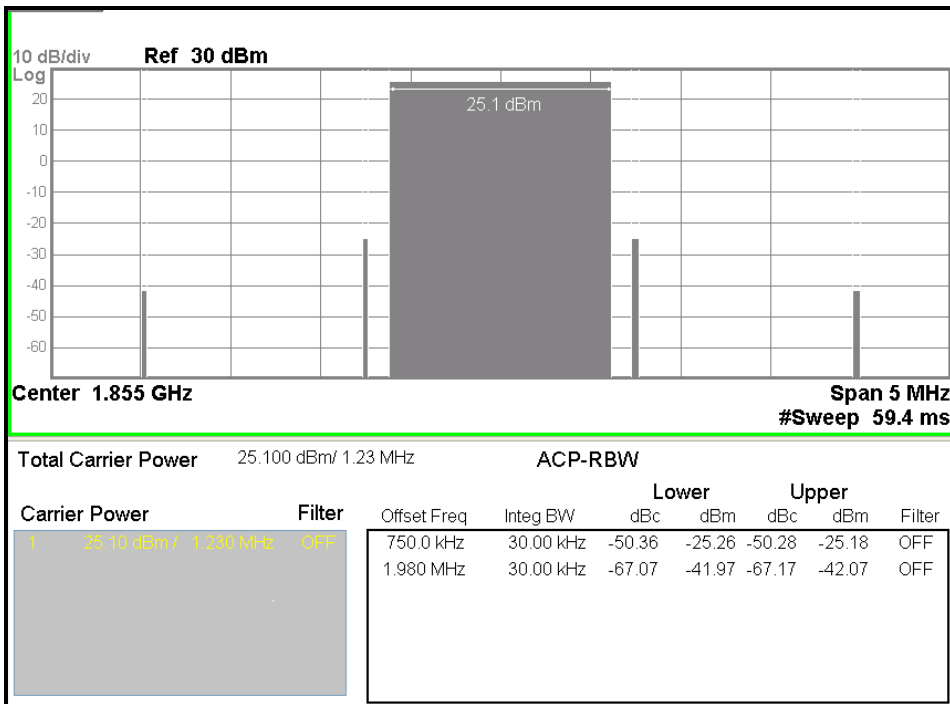 10 dB/div Ref 30 dBm
Log
25.1 dBm
20
10
0
-10
-20
-30
-40
-50
-60
Center 1.855 GHz Span 5 MHz
#Sweep 59.4 ms
Total Carrier Power 25.100 dBm/ 1.23 MHz ACP-RBW
Lower Upper
Carrier Power Filter Offset Freq Integ BW dBc dBm dBc dBm Filter
1 25.10 dBm / 1.230 MHz OFF 750.0 kHz 30.00 kHz -50.36 -25.26 -50.28 -25.18 OFF
1.980 MHz 30.00 kHz -67.07 -41.97 -67.17 -42.07 OFF